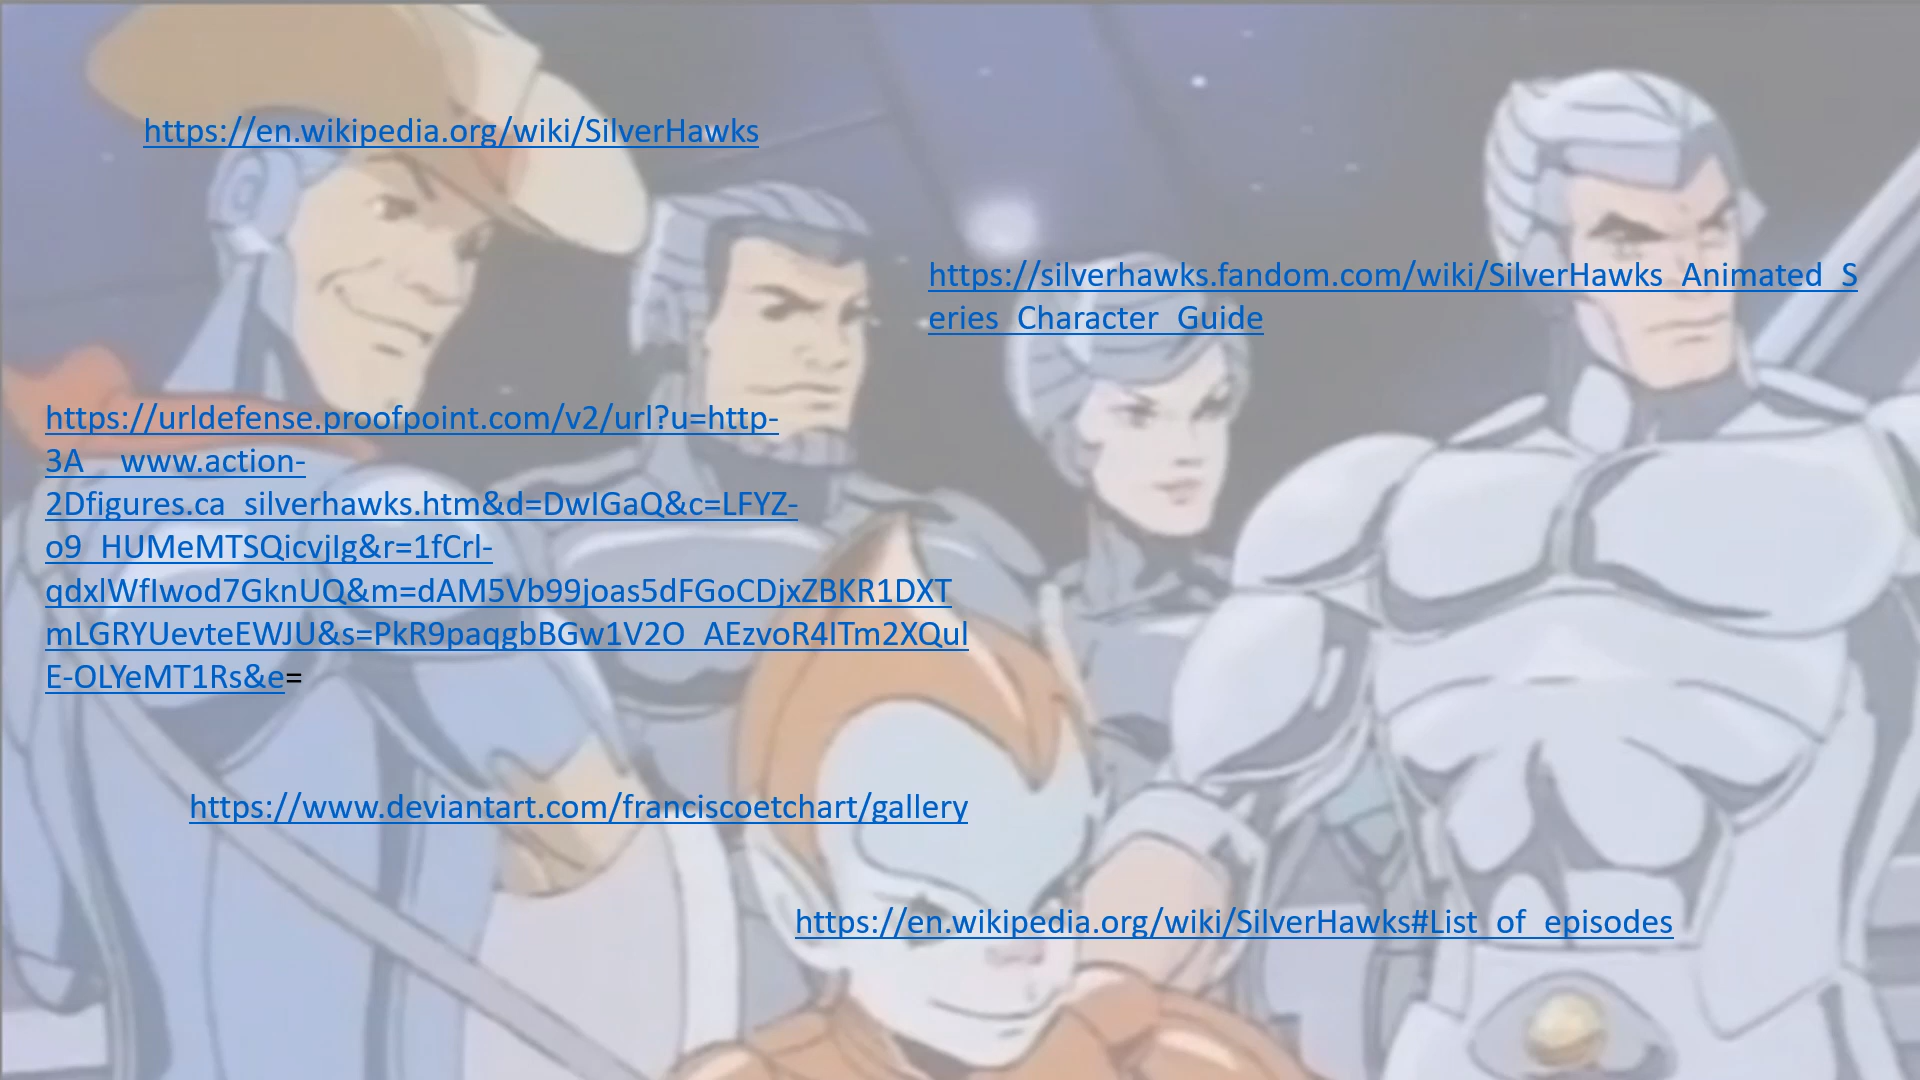 https://en.wikipedia.org/wiki/SilverHawks
https://silverhawks.fandom.com/wiki/SilverHawks_Animated_S
eries_Character_Guide
https://urldefense.proofpoint.com/v2/url?u=http-
3A__www.action-
2Dfigures.ca_silverhawks.htm&d=DwIGaQ&c=LFYZ-
o9_HUMeMTSQicvjIg&r=1fCrl-
qdxlWfIwod7GknUQ&m=dAM5Vb99joas5dFGoCDjxZBKR1DXT
mLGRYUevteEWJU&s=PkR9paqgbBGw1V2O_AEzvoR4ITm2XQul
E-OLYeMT1Rs&e=
https://www.deviantart.com/franciscoetchart/gallery
https://en.wikipedia.org/wiki/SilverHawks#List_of_episodes